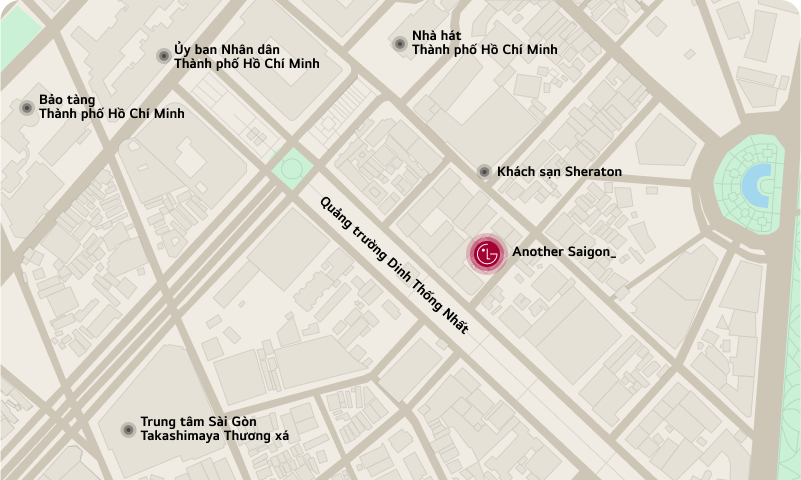 Nhà hát
Thành phố Hồ Chí Minh
Ủy ban Nhân dân
Thành phố Hồ Chí Minh
Bảo tàng
Thành phố Hồ Chí Minh
Khách sạn Sheraton
Quảng trường Dinh Thống Nhất
Another Saigon_
Trung tâm Sài Gòn
Takashimaya Thương xá